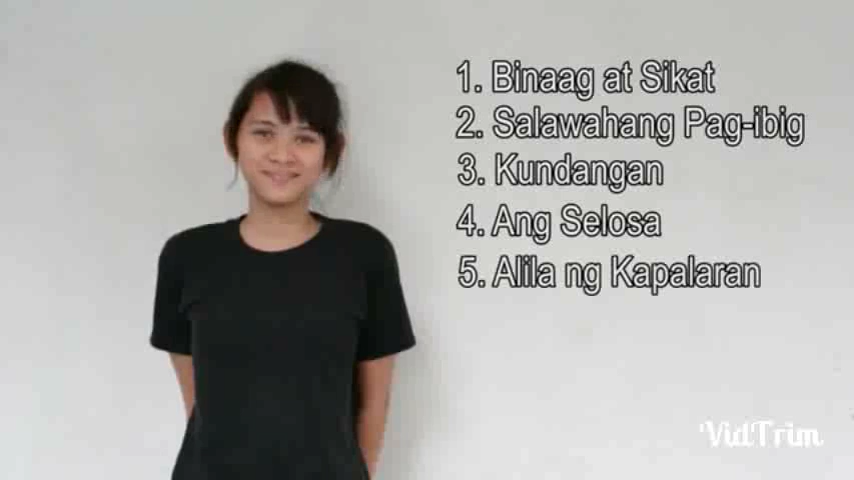 1. Binaag at Sikat
2. Salawahang Pag-ibig
3. Kundangan
4. Ang Selosa
5. Alila ng Kapalaran
VidTrim